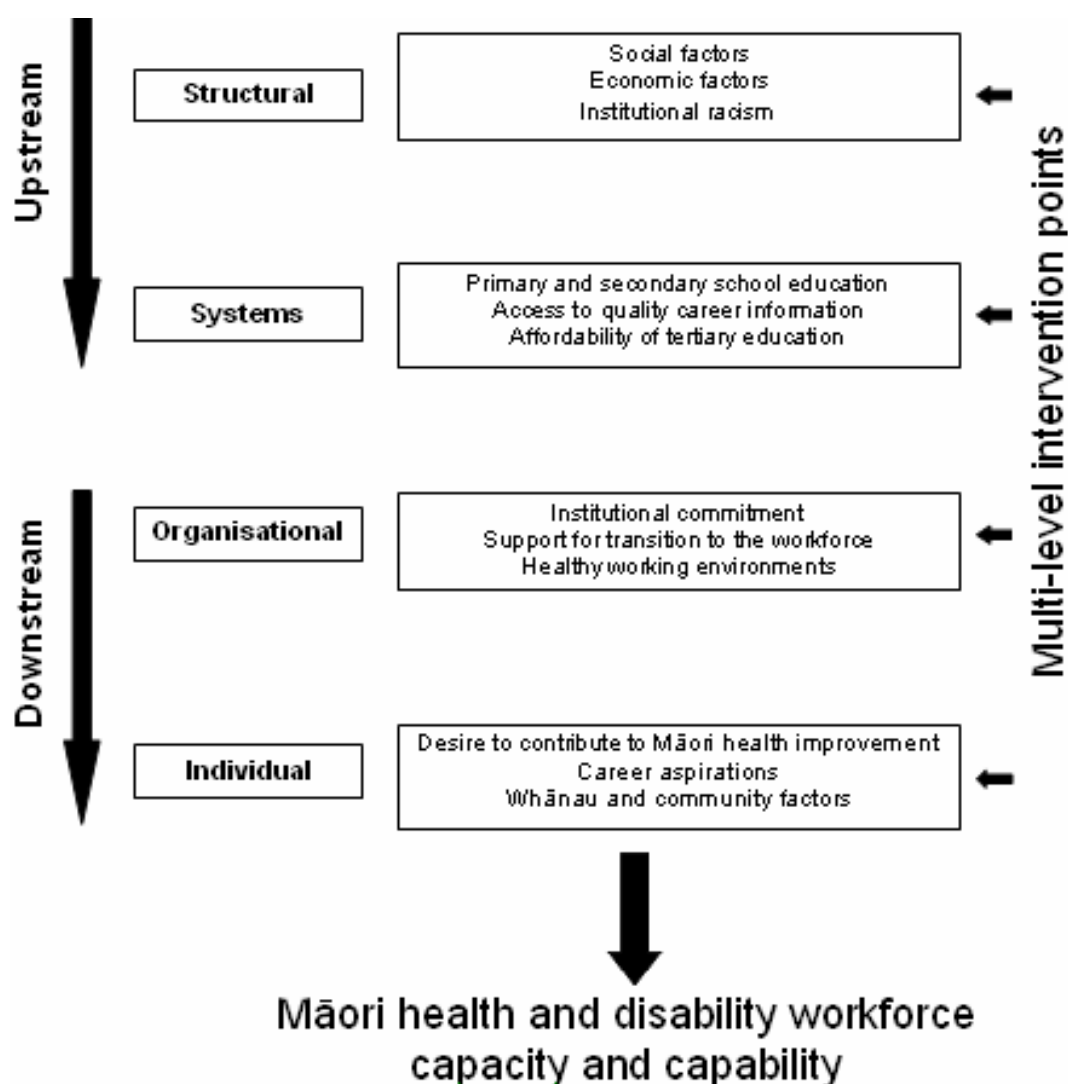 Upstream
Structural
Social factors
Economic factors
Institutional racism
Systems
Primary and secondary school education
Access to quality career information
Affordability of tertiary education
Multi-level intervention points
Downstream
Organisational
Institutional commitment
Support for transition to the workforce
Healthy working environments
Individual
Desire to contribute to Māori health improvement
Career aspirations
Whānau and community factors
Māori health and disability workforce
capacity and capability